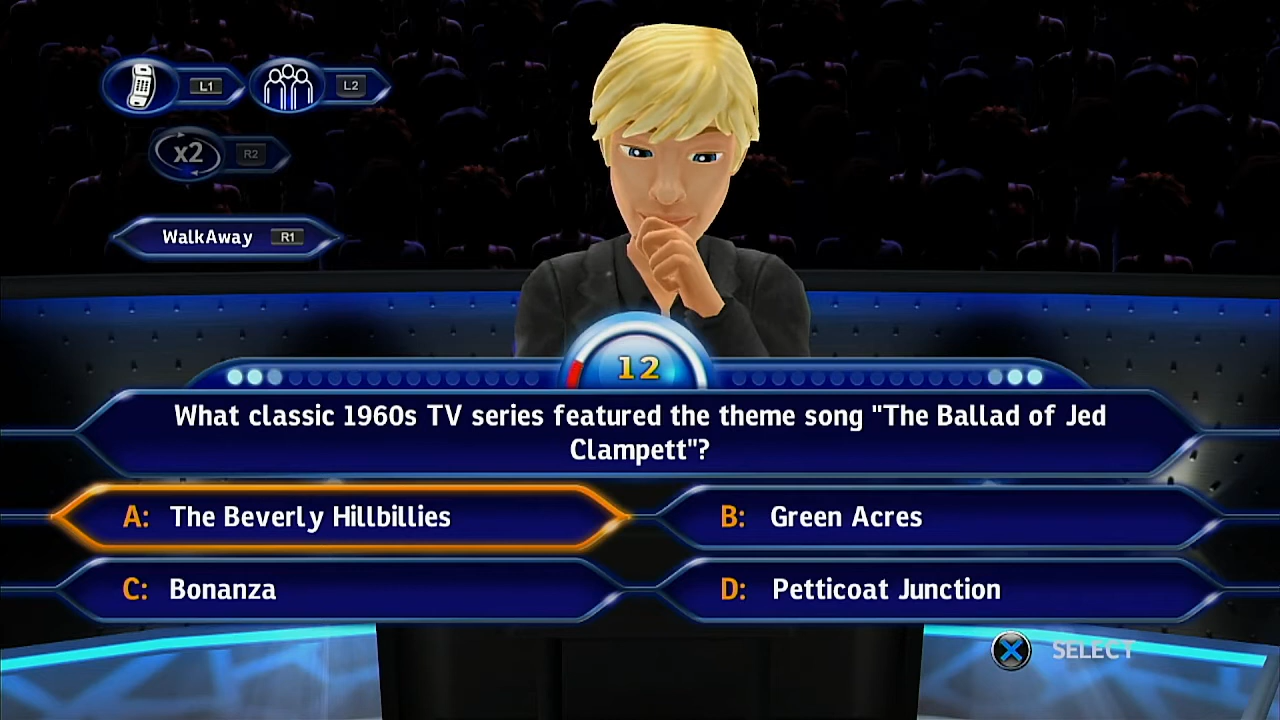 L1
L2
x2
R2
WalkAway R1
12
What classic 1960s TV series featured the theme song "The Ballad of Jed
Clampett"?
A: The Beverly Hillbillies
B: Green Acres
C: Bonanza
D: Petticoat Junction
SELECT